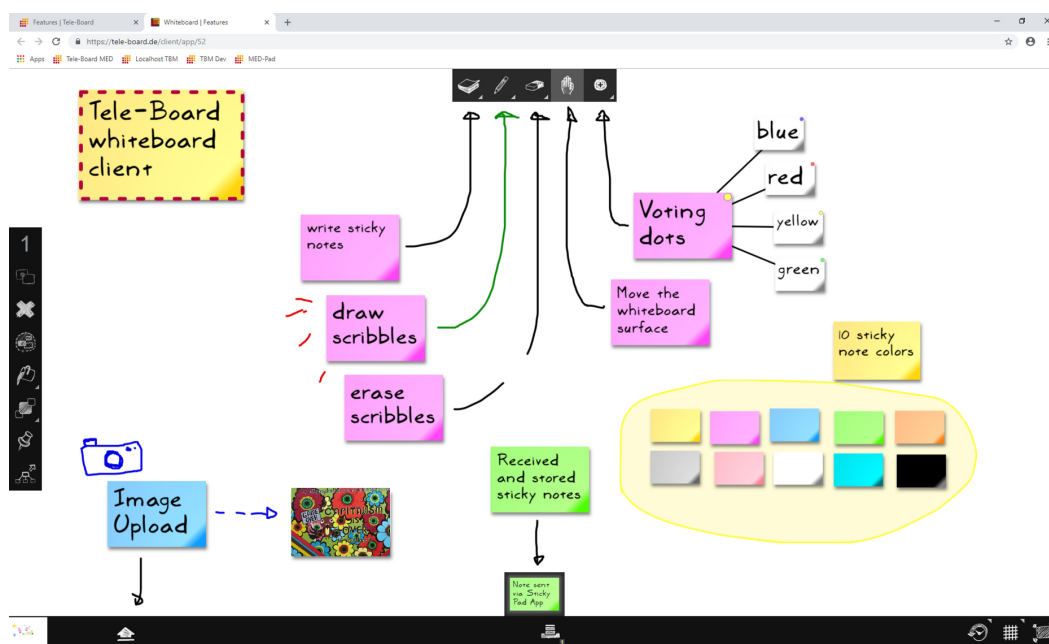 Features | Tele-Board
Whiteboard | Features
https://tele-board.de/client/app/52
Apps
Tele-Board MED
Localhost TBM
TBM Dev
MED-Pad
Tele-Board
whiteboard
client
blue
red
yellow
green
Voting
dots
write sticky
notes
draw
scribbles
erase
scribbles
Move the
whiteboard
surface
10 sticky
note colors
1
Image
Upload
CAPITALISM
IS
OVER
Received
and stored
sticky notes
Note sent
via Sticky
Pad App